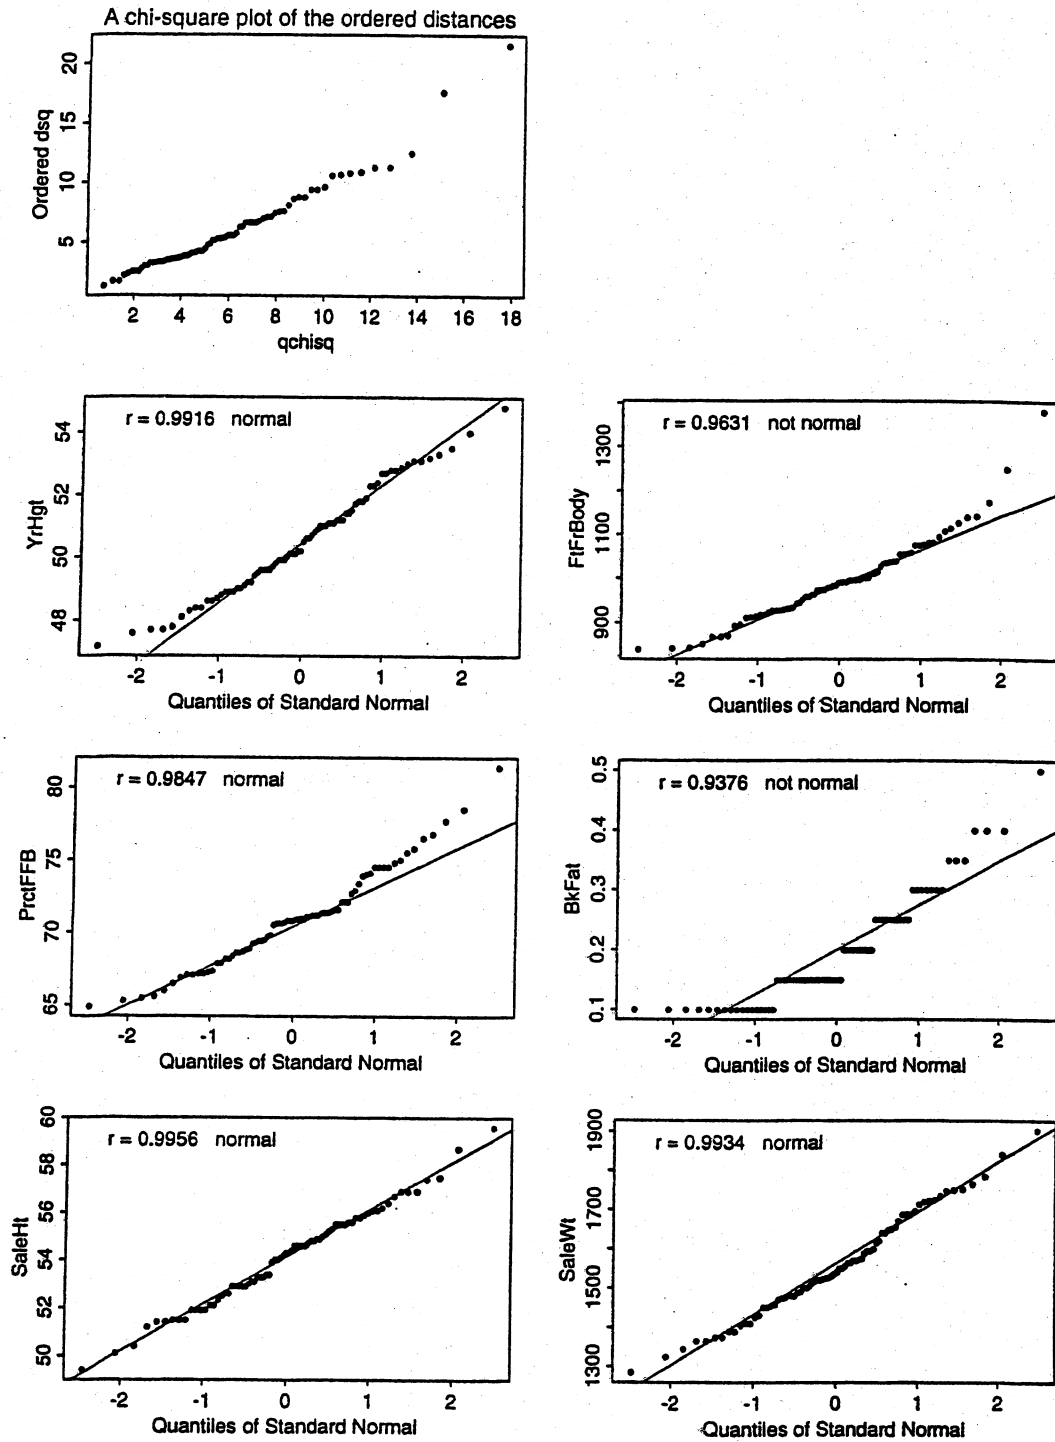 A chi-square plot of the ordered distances
Ordered dsq
20
15
10
5
2 4 6 8 10 12 14 16 18
qchisq
r = 0.9916 normal
YrHgt
54
52
50
48
-2 -1 0 1 2
Quantiles of Standard Normal
r = 0.9631 not normal
FtFrBody
1300
1100
900
-2 -1 0 1 2
Quantiles of Standard Normal
r = 0.9847 normal
PrctFFB
80
75
70
65
-2 -1 0 1 2
Quantiles of Standard Normal
r = 0.9376 not normal
BkFat
0.5
0.4
0.3
0.2
0.1
-2 -1 0 1 2
Quantiles of Standard Normal
r = 0.9956 normal
SaleHt
60
58
56
54
52
50
-2 -1 0 1 2
Quantiles of Standard Normal
r = 0.9934 normal
SaleWt
1900
1700
1500
1300
-2 -1 0 1 2
Quantiles of Standard Normal